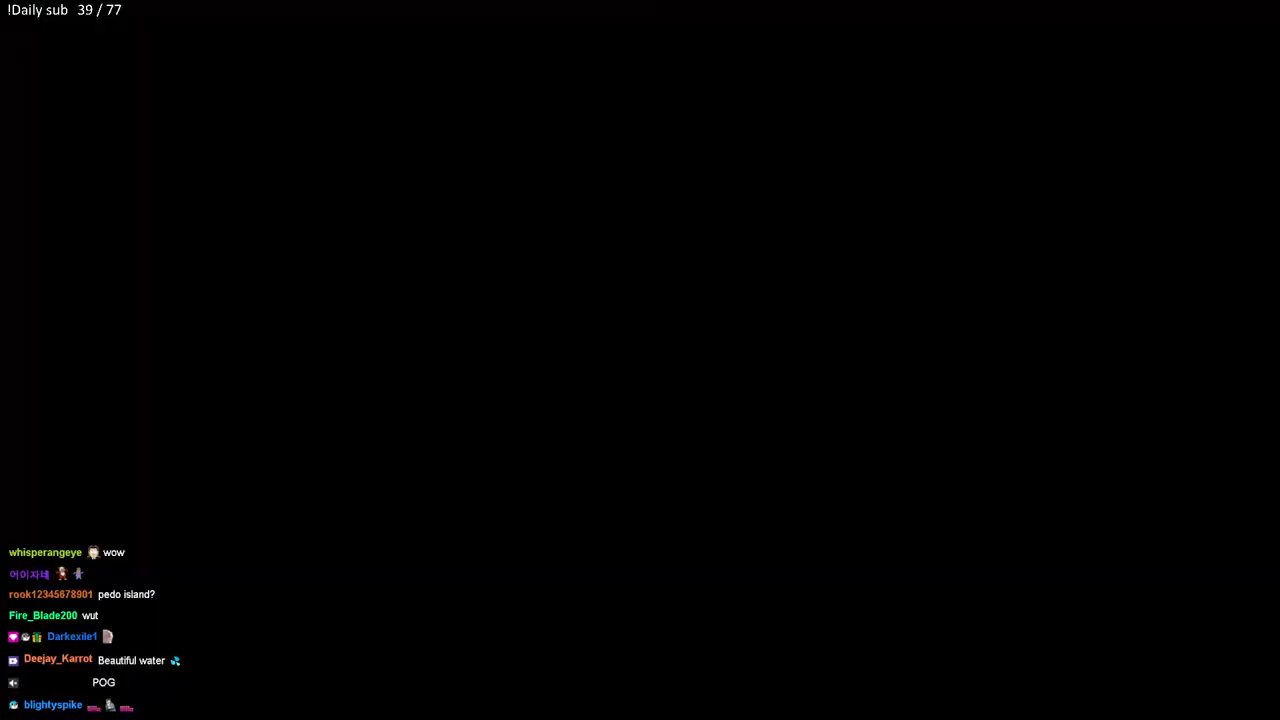 !Daily sub 39 / 77
whisperangeye wow
어이자네
rook12345678901 pedo island?
Fire_Blade200 wut
Darkexile1
Deejay_Karrot Beautiful water
POG
blightyspike